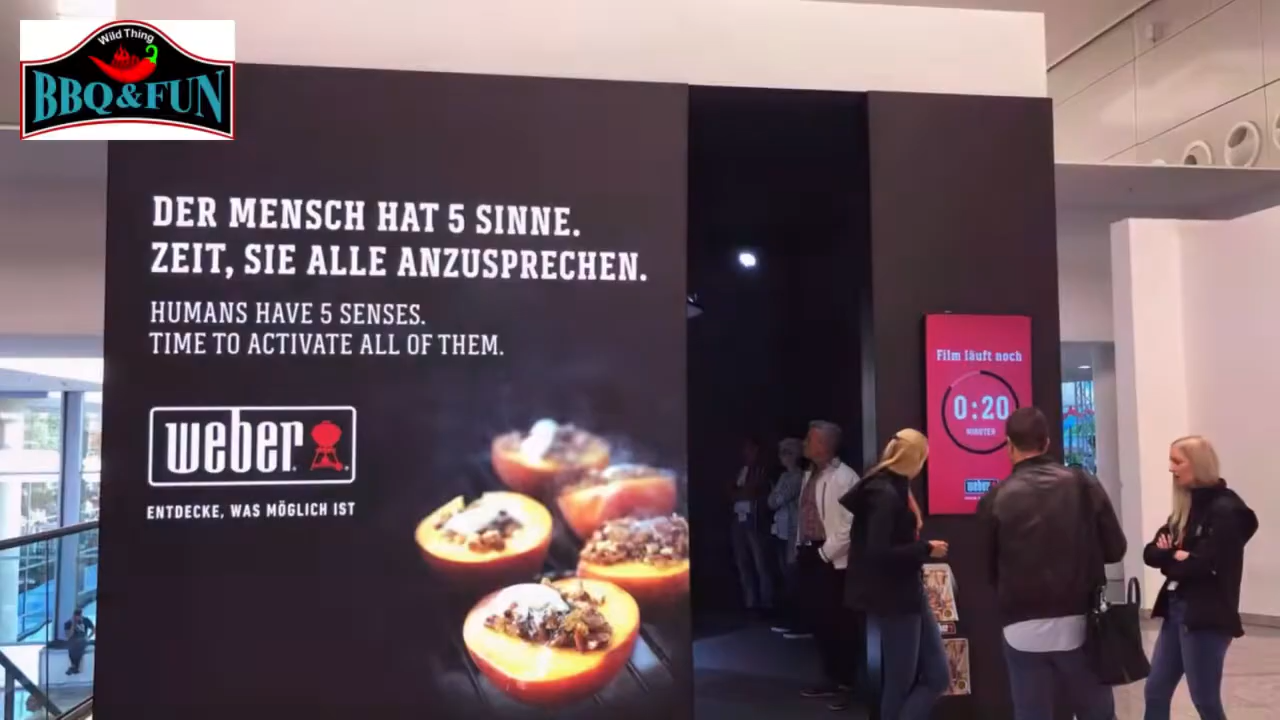 Wild Thing
BBQ&FUN
DER MENSCH HAT 5 SINNE.
ZEIT, SIE ALLE ANZUSPRECHEN.
HUMANS HAVE 5 SENSES.
TIME TO ACTIVATE ALL OF THEM.
weber
ENTDECKE, WAS MÖGLICH IST
Film läuft noch
0:20
MINUTEN
weber